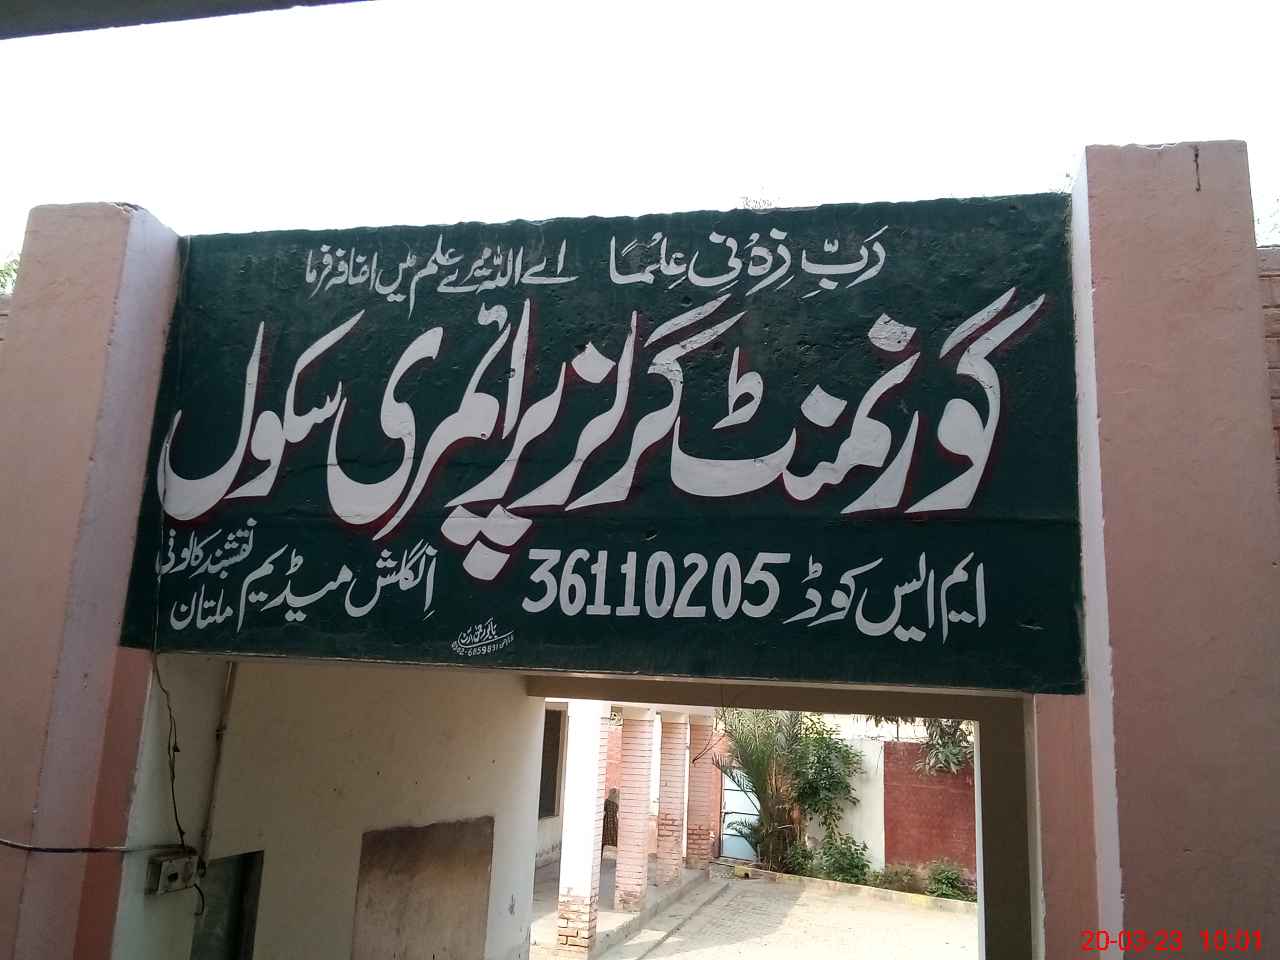 رَبِّ زِدْنِی عِلْمًا اے اللہ میرے علم میں اضافہ فرما
گورنمنٹ گرلز پرائمری سکول
ایم ایس کوڈ 36110205 اِنگلش میڈیم نقشبند کالونی
ملتان
20-03-23 10:01